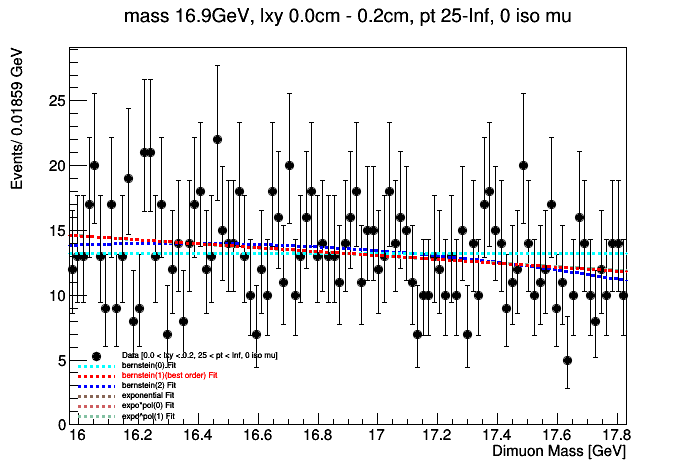 mass 16.9GeV, lxy 0.0cm - 0.2cm, pt 25-Inf, 0 iso mu
Events/ 0.01859 GeV
25
20
15
10
5
0
Data [0.0 < lxy < 0.2, 25 < pt < Inf, 0 iso mu]
bernstein(0) Fit
bernstein(1)(best order) Fit
bernstein(2) Fit
exponential Fit
expo*pol(0) Fit
expo*pol(1) Fit
16 16.2 16.4 16.6 16.8 17 17.2 17.4 17.6 17.8
Dimuon Mass [GeV]